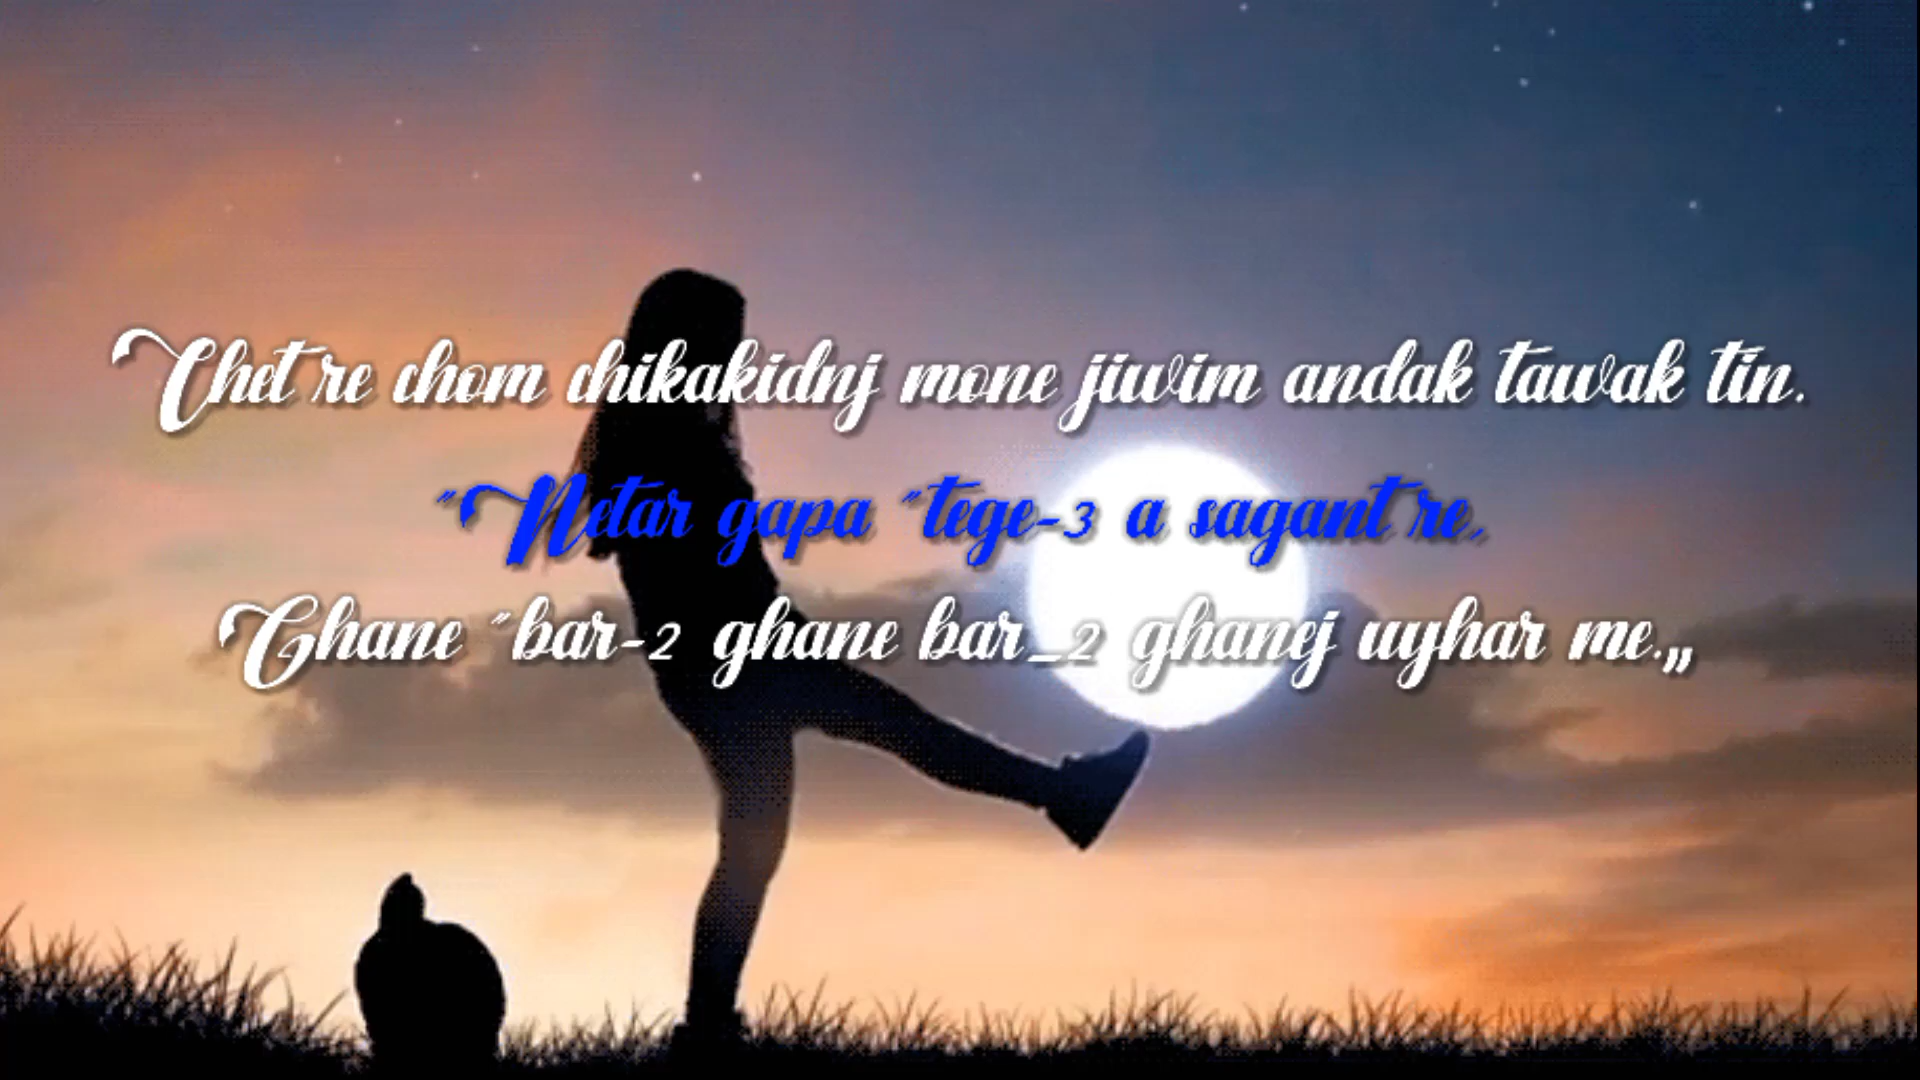 Chet re chom chikakidnj mone jiwim andak tawak tin.
"Netar gapa "tege-3 a sagant re,
Ghane "bar-2 ghane bar_2 ghanej uyhar me.,,